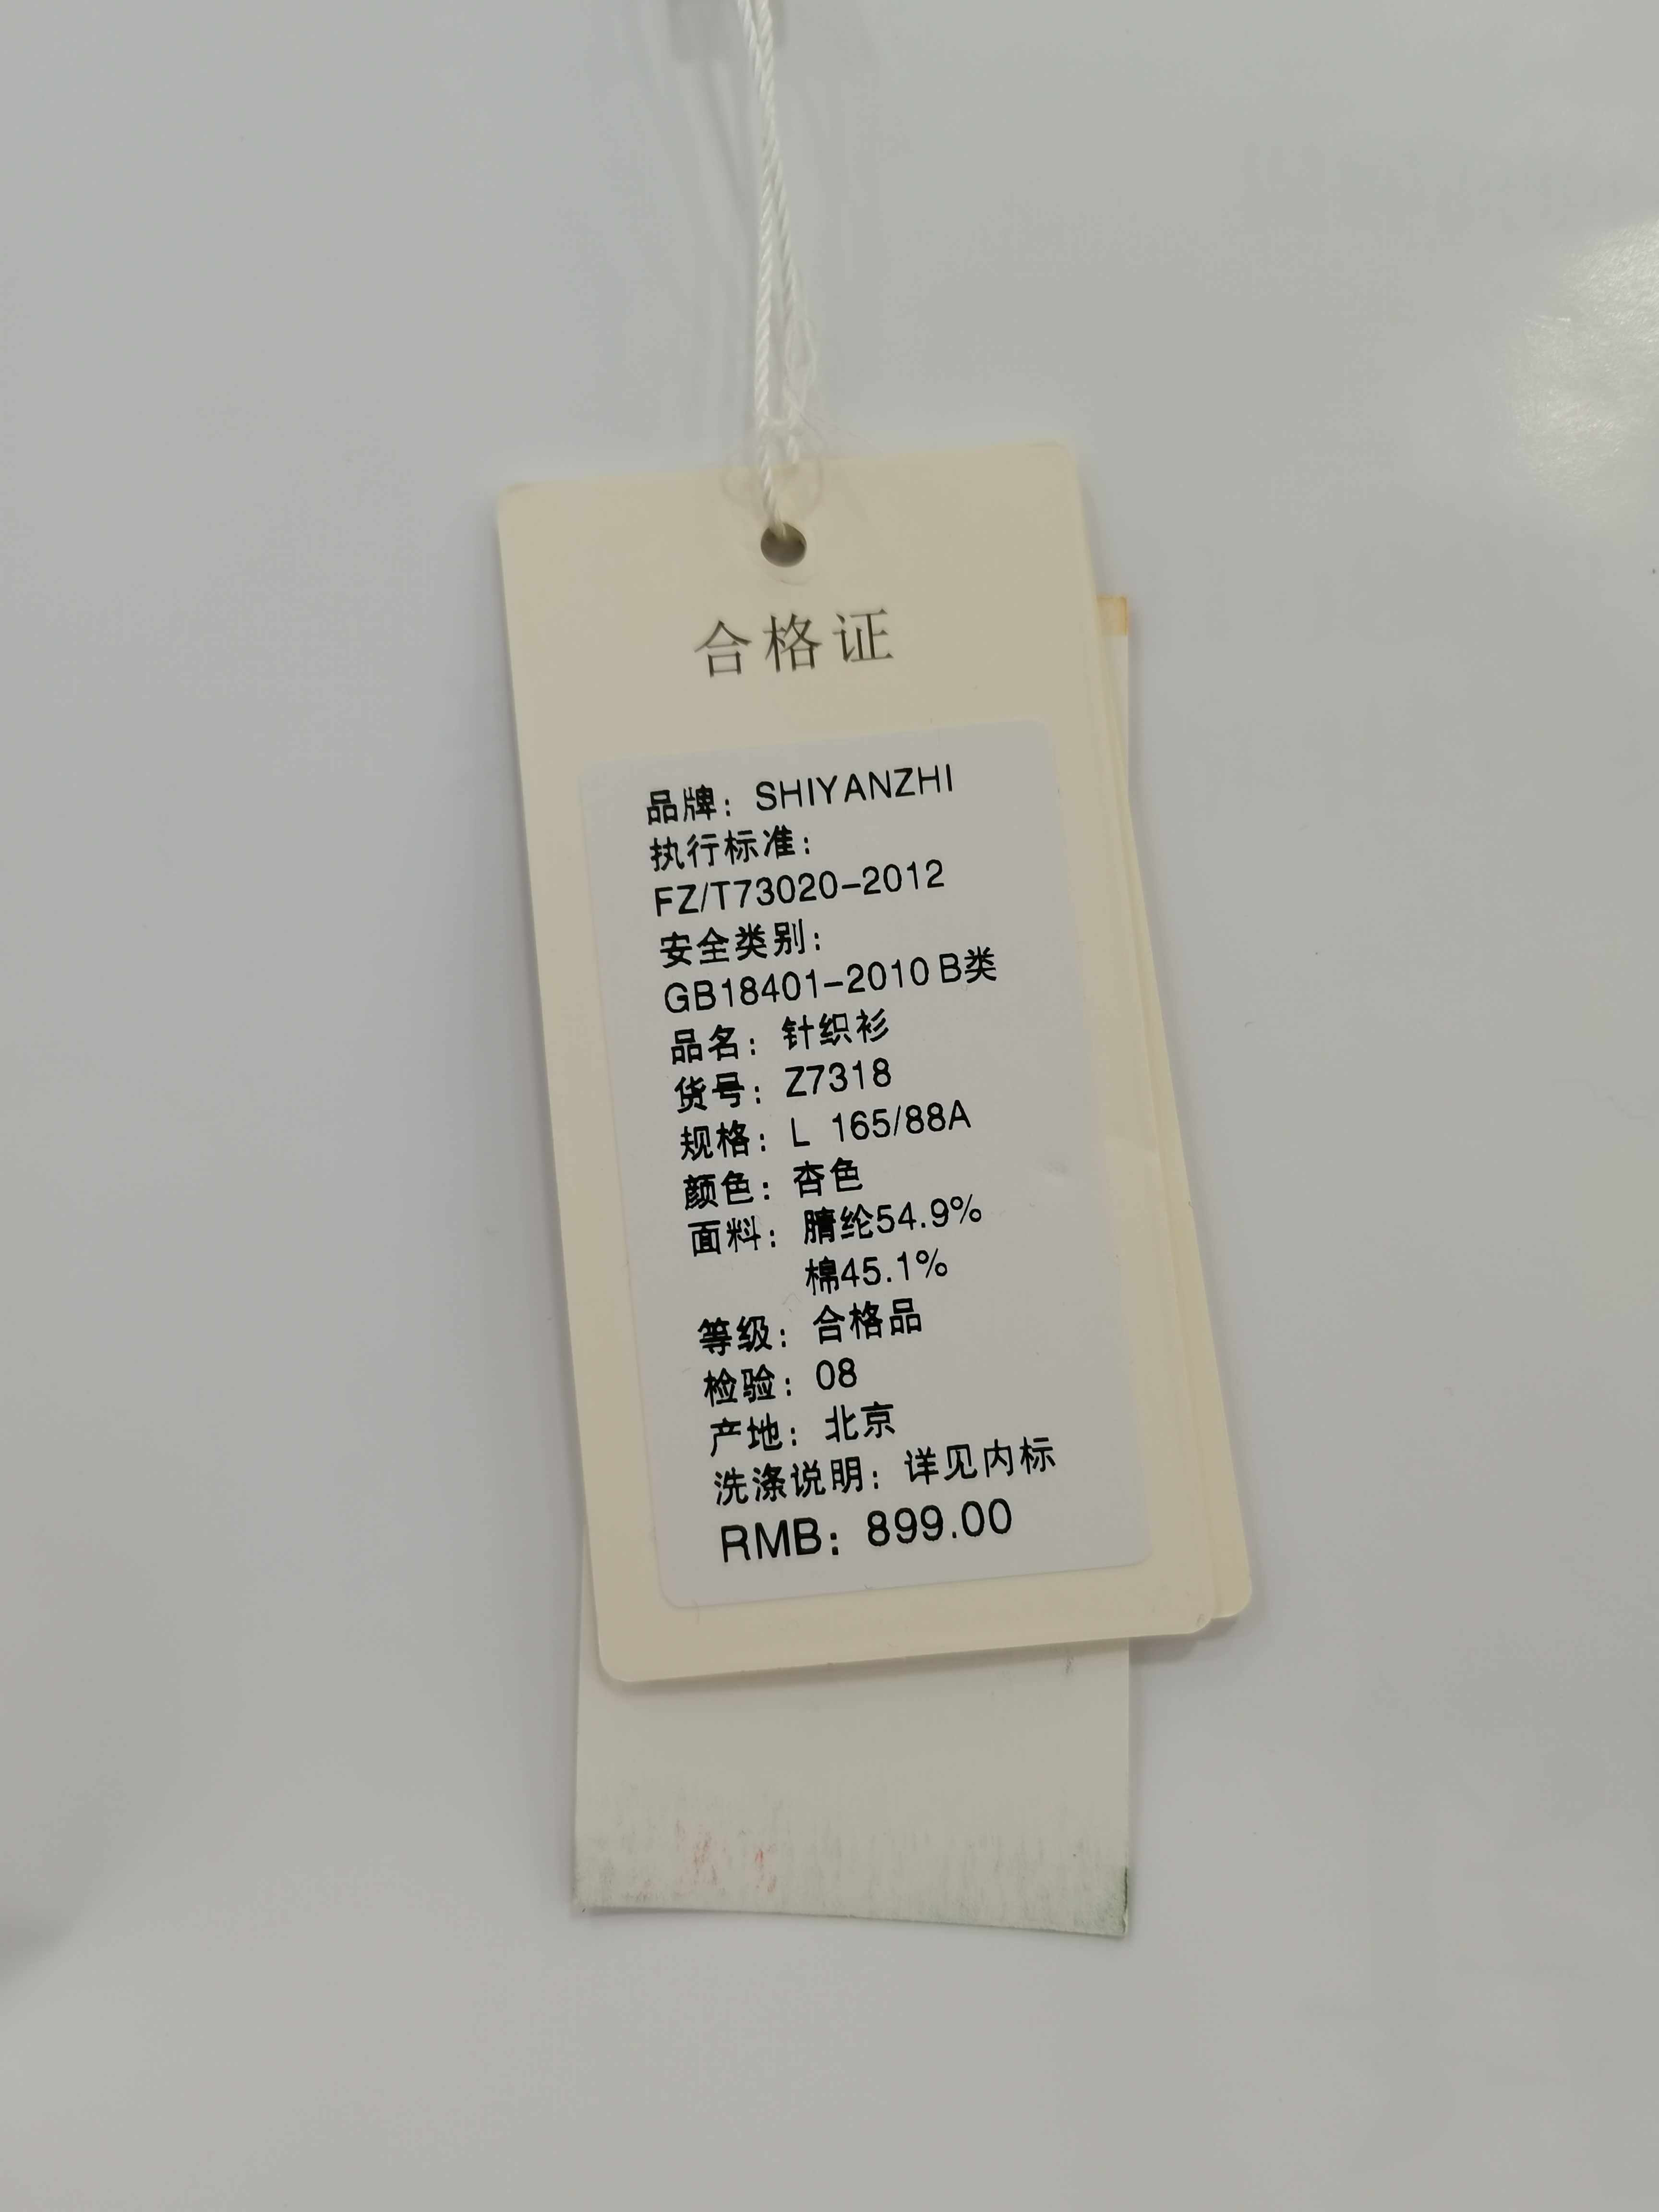 合格证
品牌：SHIYANZHI
执行标准：
FZ/T73020-2012
安全类别：
GB18401-2010 B类
品名：针织衫
货号：Z7318
规格：L 165/88A
颜色：杏色
面料：腈纶54.9%
棉45.1%
等级：合格品
检验：08
产地：北京
洗涤说明：详见内标
RMB：899.00